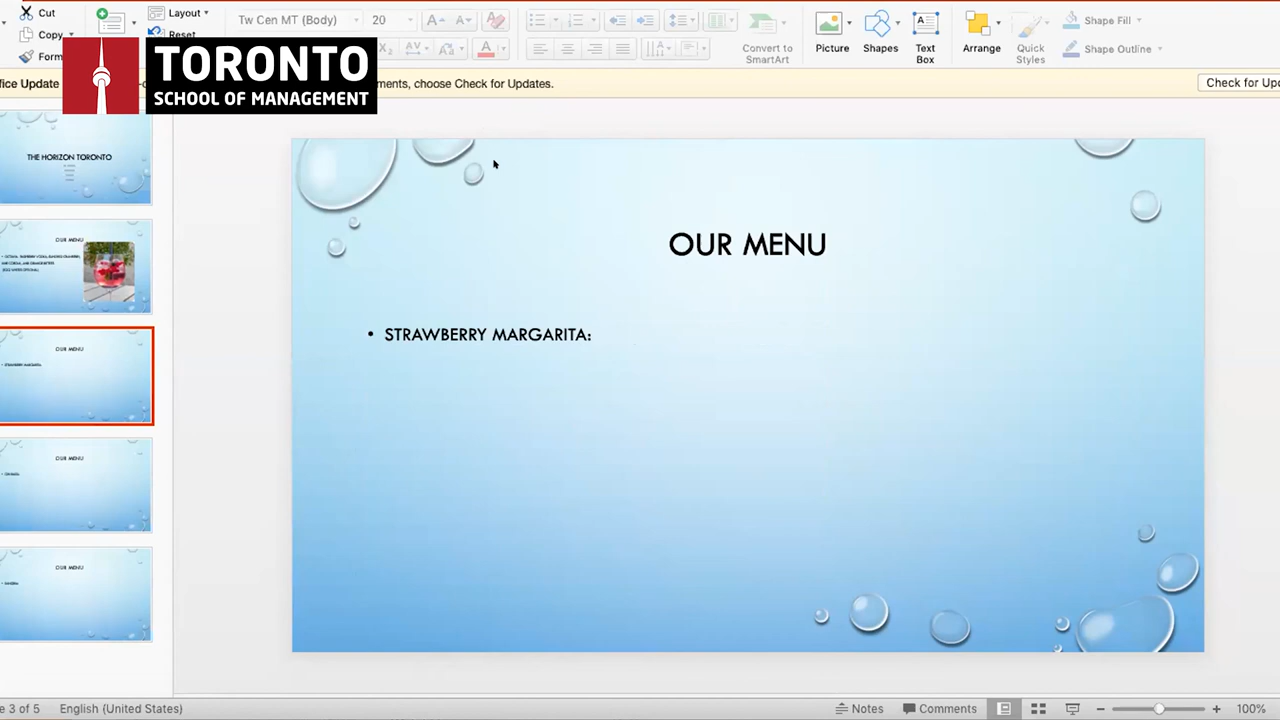 Cut
Layout
Tw Cen MT (Body)
20
Copy
Reset
Form
Convert to
SmartArt
Picture
Shapes
Text
Box
Arrange
Quick
Styles
Shape Fill
Shape Outline
TORONTO
SCHOOL OF MANAGEMENT
ffice Update
ments, choose Check for Updates.
Check for Upd
THE HORIZON TORONTO
OUR MENU
OUR MENU
STRAWBERRY MARGARITA
OUR MENU
OUR MENU
OUR MENU
• STRAWBERRY MARGARITA:
e 3 of 5
English (United States)
Notes
Comments
100%